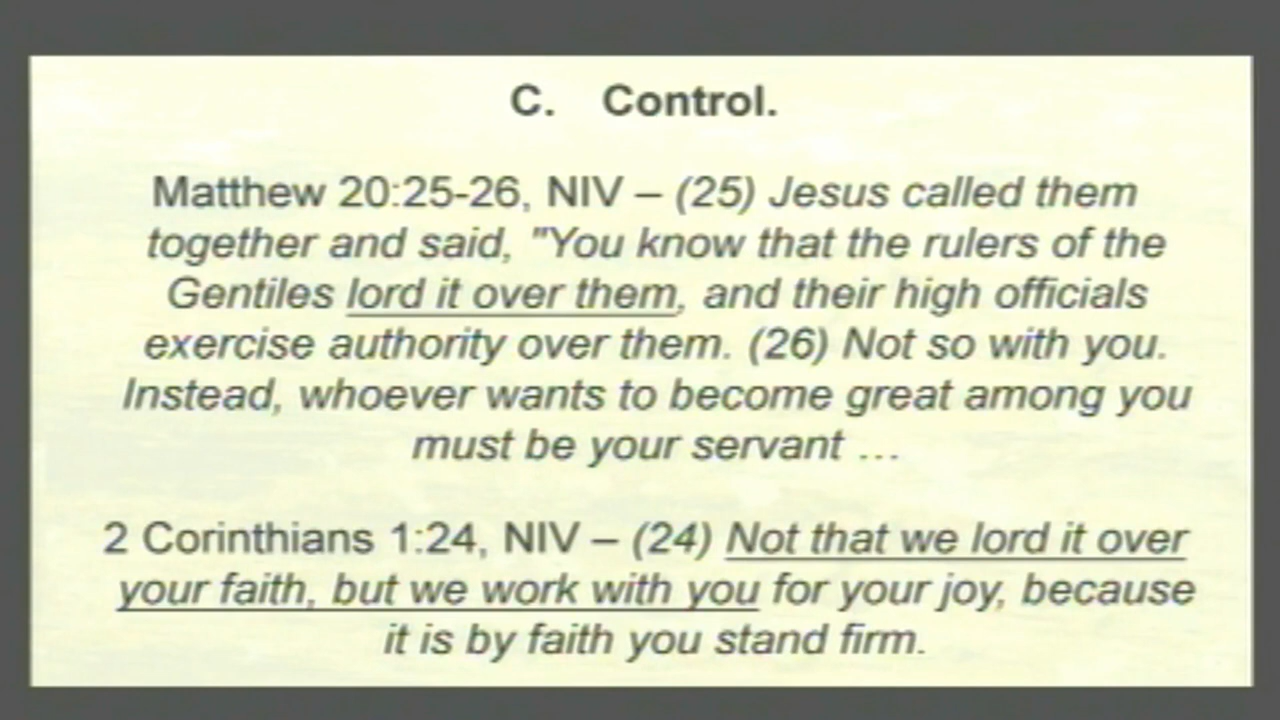 C. Control.
Matthew 20:25-26, NIV – (25) Jesus called them
together and said, "You know that the rulers of the
Gentiles lord it over them, and their high officials
exercise authority over them. (26) Not so with you.
Instead, whoever wants to become great among you
must be your servant …
2 Corinthians 1:24, NIV – (24) Not that we lord it over
your faith, but we work with you for your joy, because
it is by faith you stand firm.